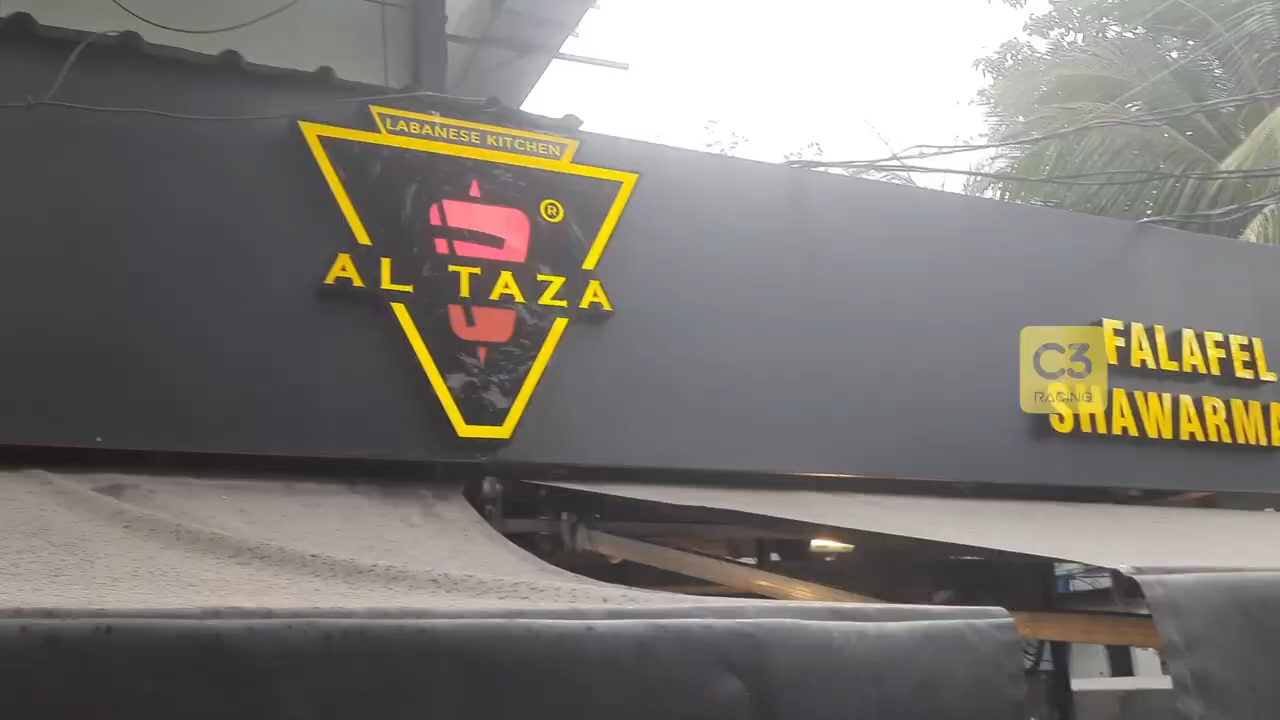 LABANESE KITCHEN
®
AL TAZA
FALAFEL
SHAWARMA
C3
RACING